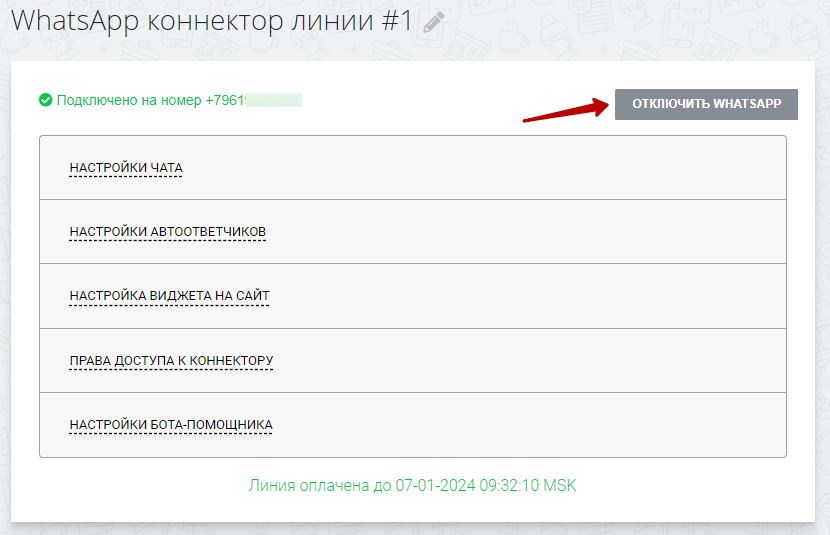 WhatsApp коннектор линии #1
Подключено на номер +7961
ОТКЛЮЧИТЬ WHATSAPP
НАСТРОЙКИ ЧАТА
НАСТРОЙКИ АВТООТВЕТЧИКОВ
НАСТРОЙКА ВИДЖЕТА НА САЙТ
ПРАВА ДОСТУПА К КОННЕКТОРУ
НАСТРОЙКИ БОТА-ПОМОЩНИКА
Линия оплачена до 07-01-2024 09:32:10 MSK